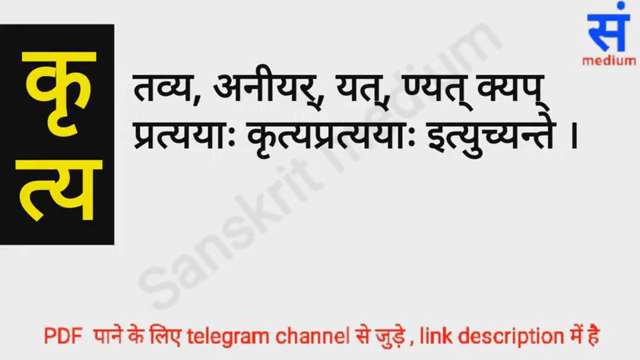 सं
medium
कृ
त्य
तव्य, अनीयर्, यत्, ण्यत् क्यप्
प्रत्ययाः कृत्यप्रत्ययाः इत्युच्यन्ते ।
Sanskrit medium
PDF पाने के लिए telegram channel से जुड़े , link description में है